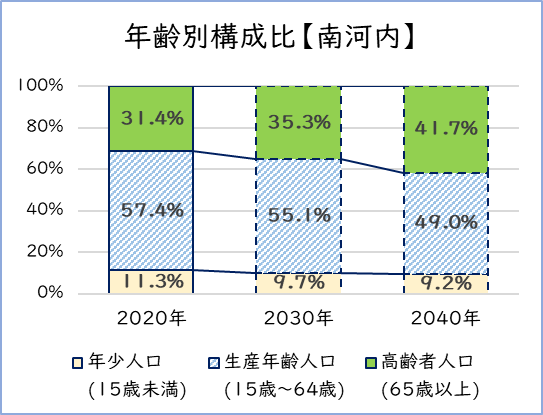 年齢別構成比【南河内】
100%
80%
60%
40%
20%
0%
31.4%
35.3%
41.7%
57.4%
55.1%
49.0%
11.3%
9.7%
9.2%
2020年
2030年
2040年
年少人口
(15歳未満)
生産年齢人口
(15歳～64歳)
高齢者人口
(65歳以上)